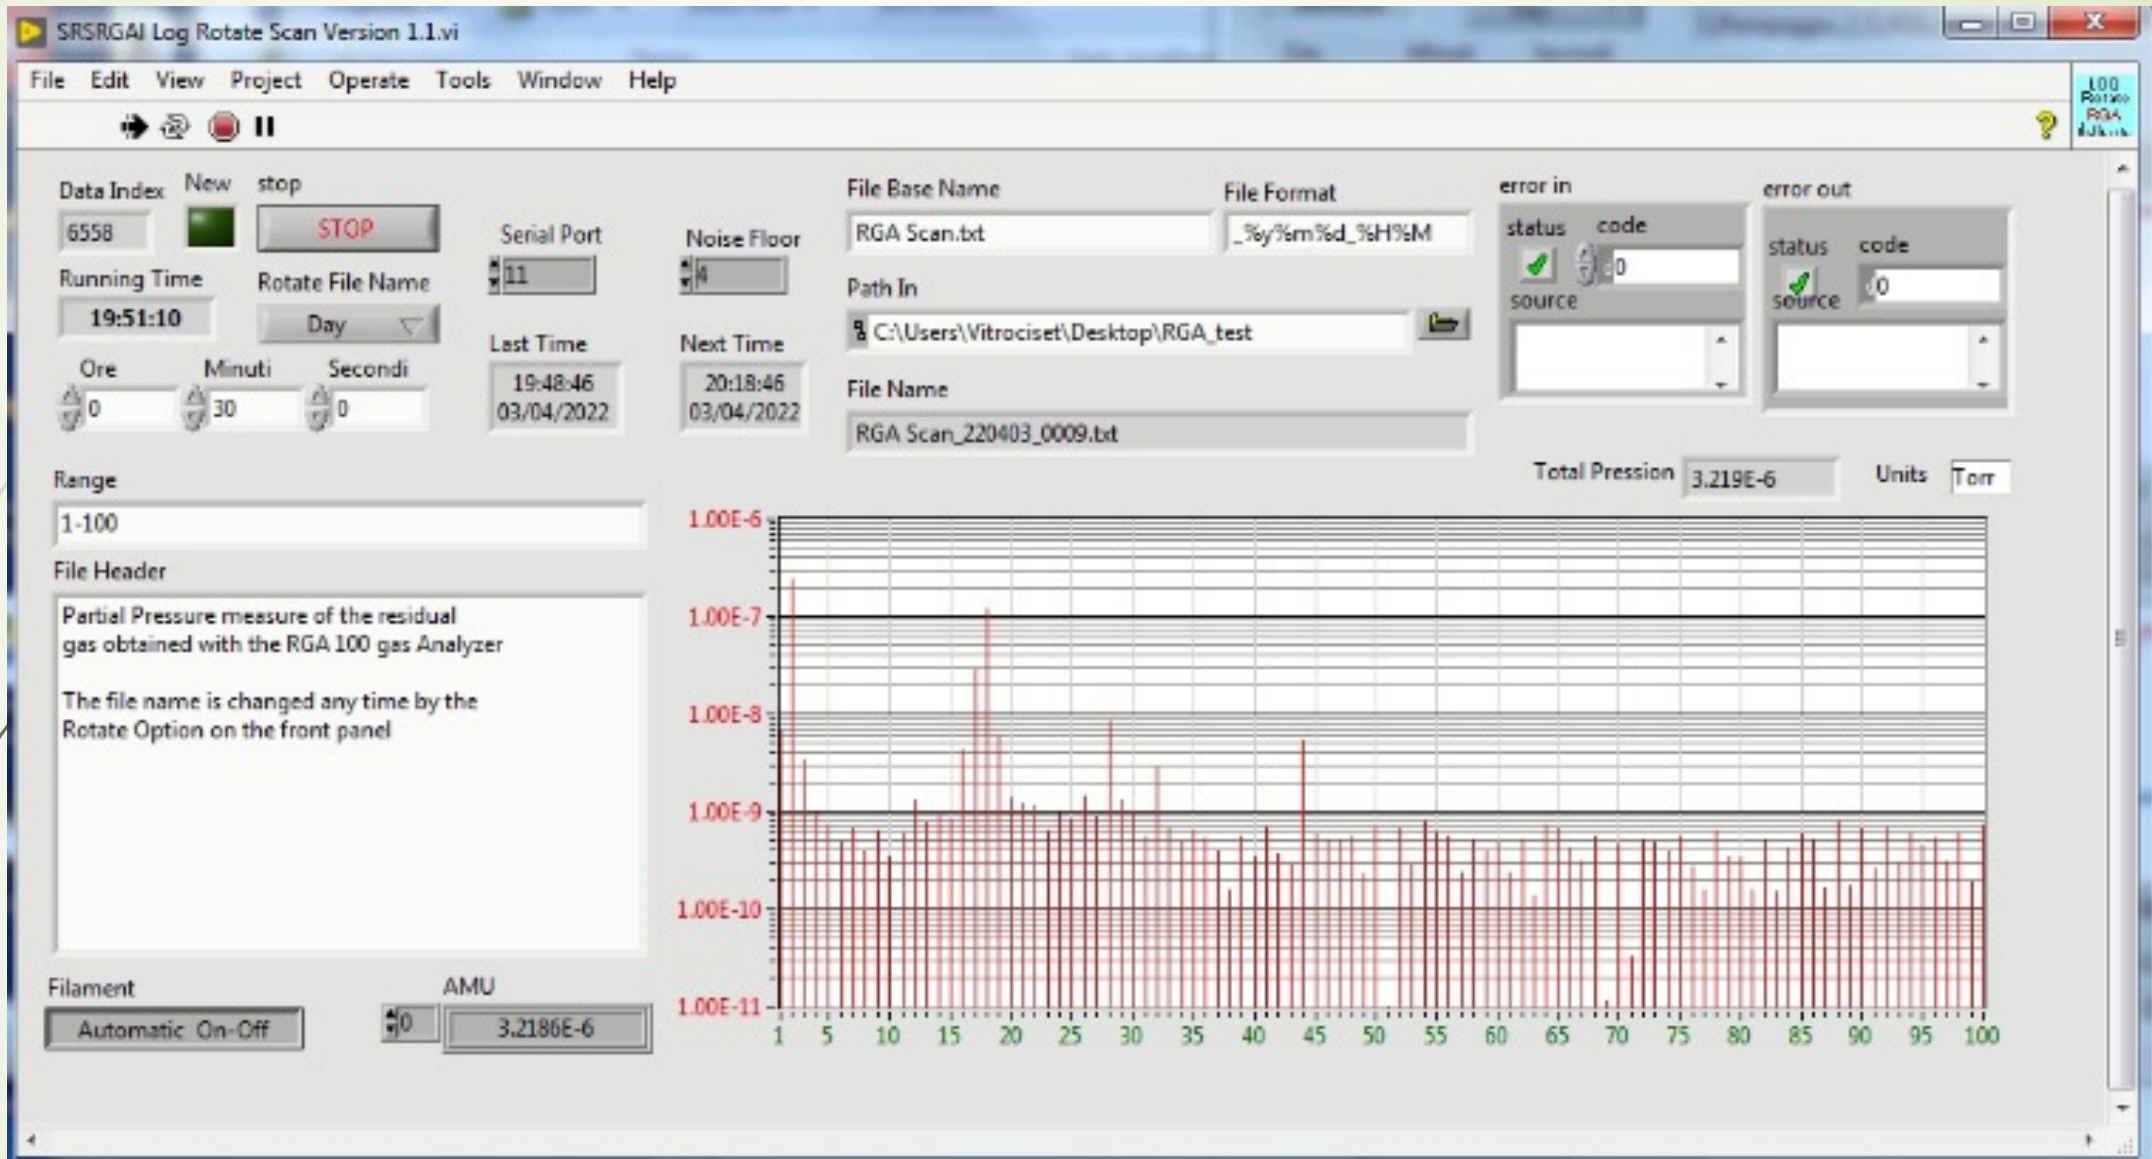 SRSRGAI Log Rotate Scan Version 1.1.vi
File Edit View Project Operate Tools Window Help
LOG
Rotate
RGA
Data Index New stop
6558 STOP
Running Time Rotate File Name
19:51:10 Day
Ore Minuti Secondi
0 30 0
Serial Port Noise Floor
11 4
Last Time Next Time
19:48:46 20:18:46
03/04/2022 03/04/2022
File Base Name File Format
RGA Scan.txt _%y%m%d_%H%M
Path In
C:\Users\Vitrociset\Desktop\RGA_test
File Name
RGA Scan_220403_0009.txt
error in error out
status code status code
0 0
source source
Total Pression 3.219E-6 Units Torr
Range
1-100
File Header
Partial Pressure measure of the residual
gas obtained with the RGA 100 gas Analyzer
The file name is changed any time by the
Rotate Option on the front panel
Filament AMU
Automatic On-Off 0 3.2186E-6
1.00E-6
1.00E-7
1.00E-8
1.00E-9
1.00E-10
1.00E-11
1 5 10 15 20 25 30 35 40 45 50 55 60 65 70 75 80 85 90 95 100